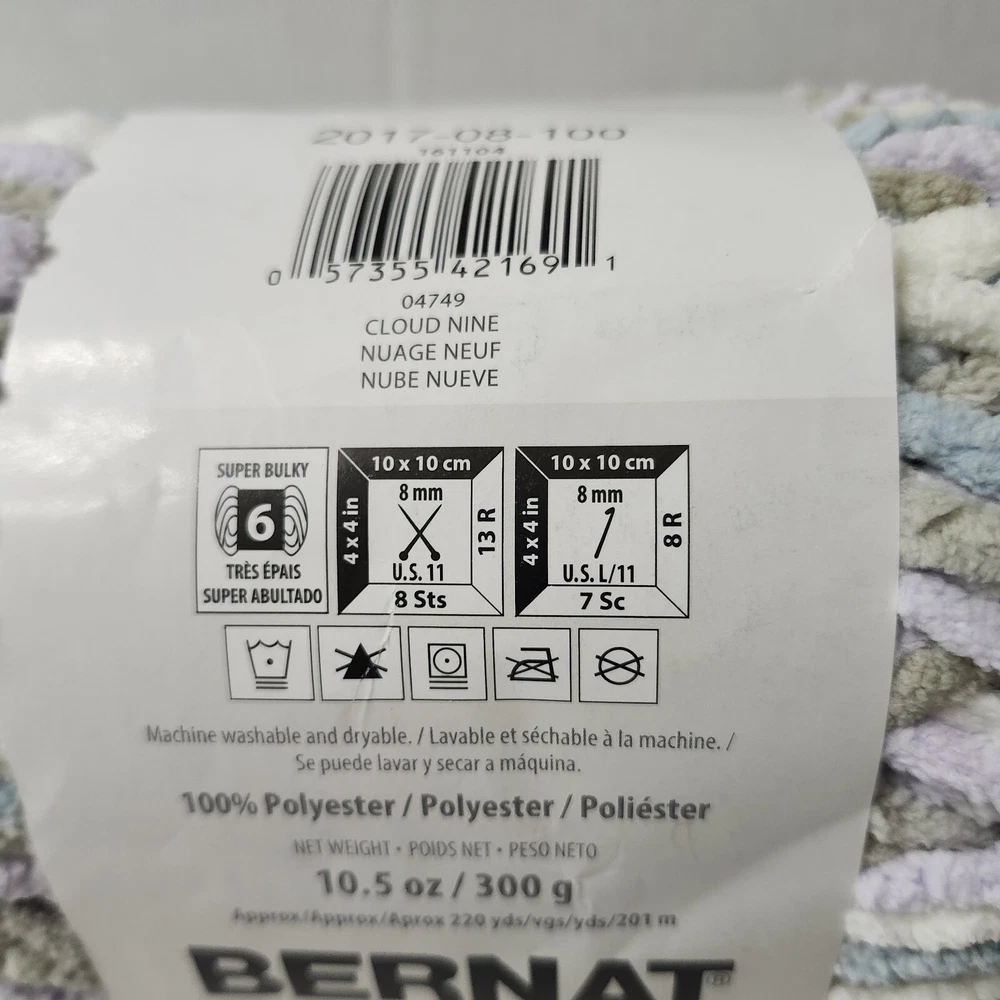 2017-08-100
161104
0 57355 42169 1
04749
CLOUD NINE
NUAGE NEUF
NUBE NUEVE
SUPER BULKY
6
TRÈS ÉPAIS
SUPER ABULTADO
10 x 10 cm
4 x 4 in
8 mm
13 R
U.S. 11
8 Sts
10 x 10 cm
4 x 4 in
8 mm
8 R
U.S. L/11
7 Sc
Machine washable and dryable. / Lavable et séchable à la machine. /
Se puede lavar y secar a máquina.
100% Polyester / Polyester / Poliéster
NET WEIGHT • POIDS NET • PESO NETO
10.5 oz / 300 g
Approx/Approx/Aprox 220 yds/vgs/yds/201 m
BERNAT®